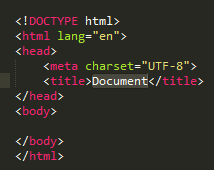 <!DOCTYPE html>
<html lang="en">
<head>
    <meta charset="UTF-8">
    <title>Document</title>
</head>
<body>

</body>
</html>